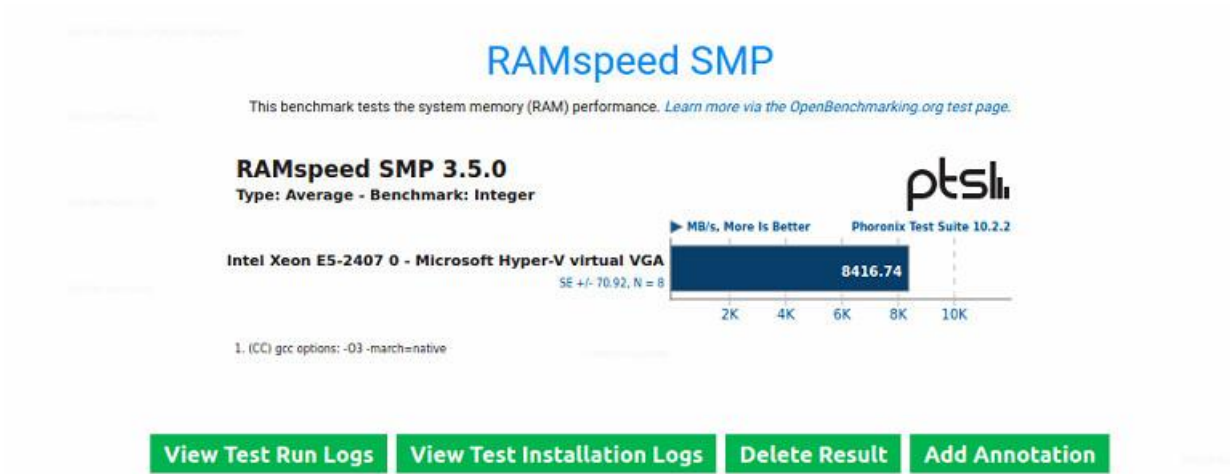 RAMspeed SMP
This benchmark tests the system memory (RAM) performance. Learn more via the OpenBenchmarking.org test page.
RAMspeed SMP 3.5.0
Type: Average - Benchmark: Integer
ptsl
▶ MB/s, More Is Better Phoronix Test Suite 10.2.2
Intel Xeon E5-2407 0 - Microsoft Hyper-V virtual VGA
8416.74
SE +/- 70.92, N = 8
2K 4K 6K 8K 10K
1. (CC) gcc options: -O3 -march=native
View Test Run Logs View Test Installation Logs Delete Result Add Annotation